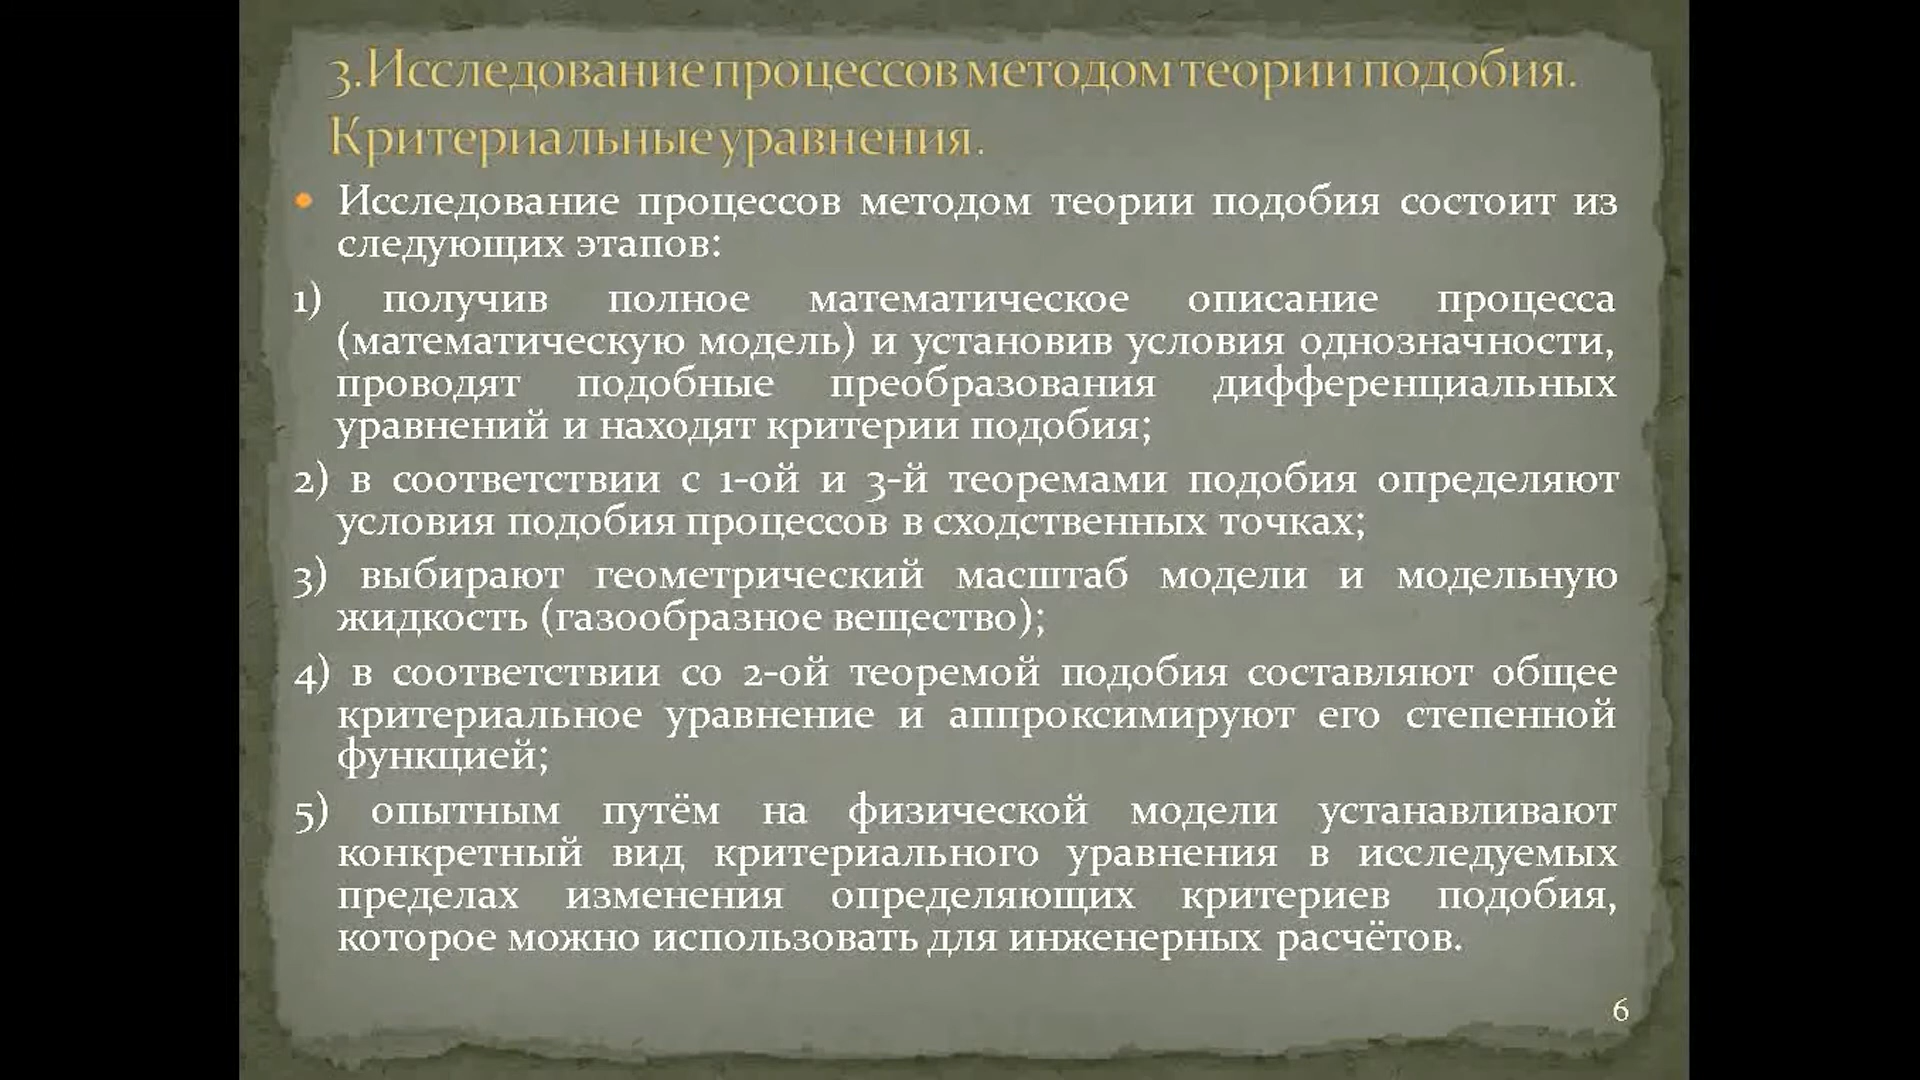 3.Исследование процессов методом теории подобия.
Критериальные уравнения.
• Исследование процессов методом теории подобия состоит из
следующих этапов:
1) получив полное математическое описание процесса
(математическую модель) и установив условия однозначности,
проводят подобные преобразования дифференциальных
уравнений и находят критерии подобия;
2) в соответствии с 1-ой и 3-й теоремами подобия определяют
условия подобия процессов в сходственных точках;
3) выбирают геометрический масштаб модели и модельную
жидкость (газообразное вещество);
4) в соответствии со 2-ой теоремой подобия составляют общее
критериальное уравнение и аппроксимируют его степенной
функцией;
5) опытным путём на физической модели устанавливают
конкретный вид критериального уравнения в исследуемых
пределах изменения определяющих критериев подобия,
которое можно использовать для инженерных расчётов.
6